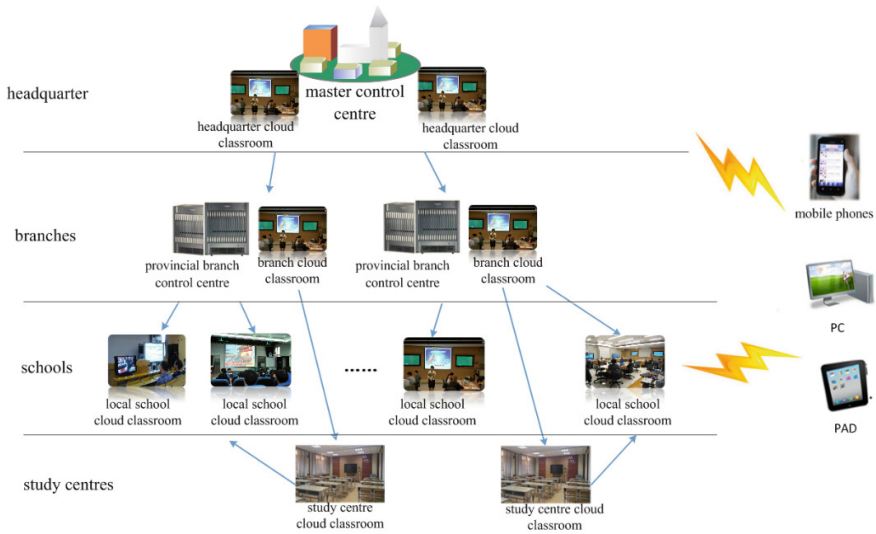 headquarter
master control
centre
headquarter cloud
classroom
headquarter cloud
classroom
mobile phones
branches
provincial branch
control centre
branch cloud
classroom
provincial branch
control centre
branch cloud
classroom
PC
schools
......
local school
cloud classroom
local school
cloud classroom
local school
cloud classroom
local school
cloud classroom
PAD
study centres
study centre
cloud classroom
study centre cloud
classroom